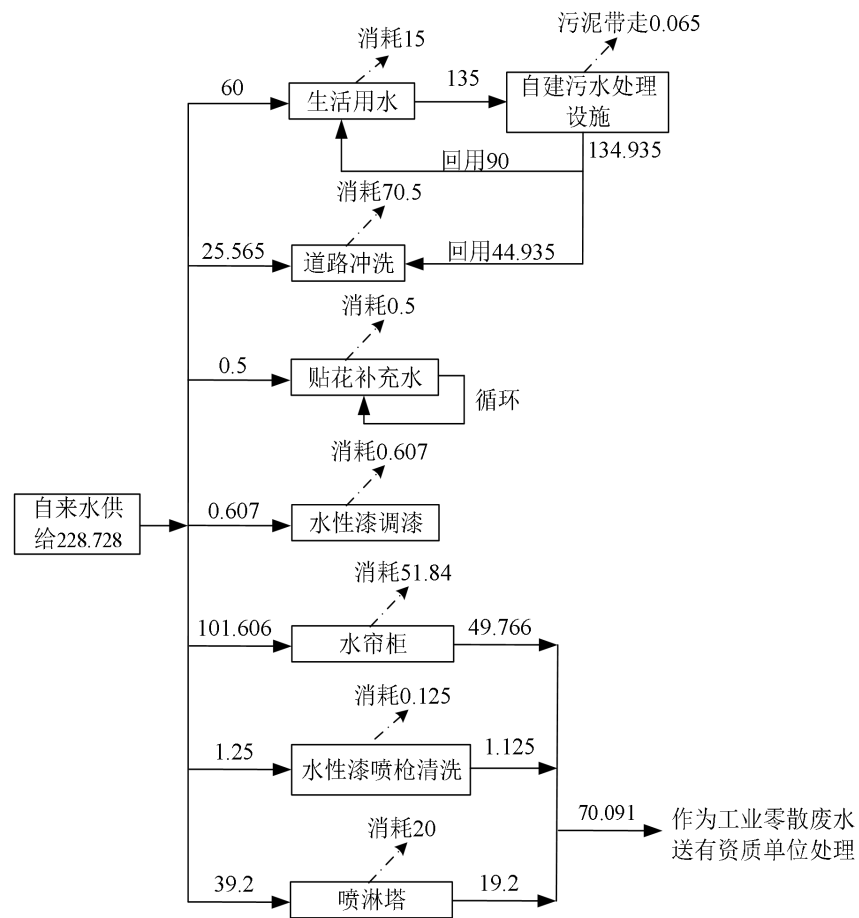 污泥带走0.065
消耗15
60
生活用水
135
自建污水处理
设施
回用90
134.935
消耗70.5
25.565
道路冲洗
回用44.935
消耗0.5
0.5
贴花补充水
循环
消耗0.607
自来水供
给228.728
0.607
水性漆调漆
消耗51.84
101.606
水帘柜
49.766
消耗0.125
1.25
水性漆喷枪清洗
1.125
70.091
作为工业零散废水
送有资质单位处理
消耗20
39.2
喷淋塔
19.2